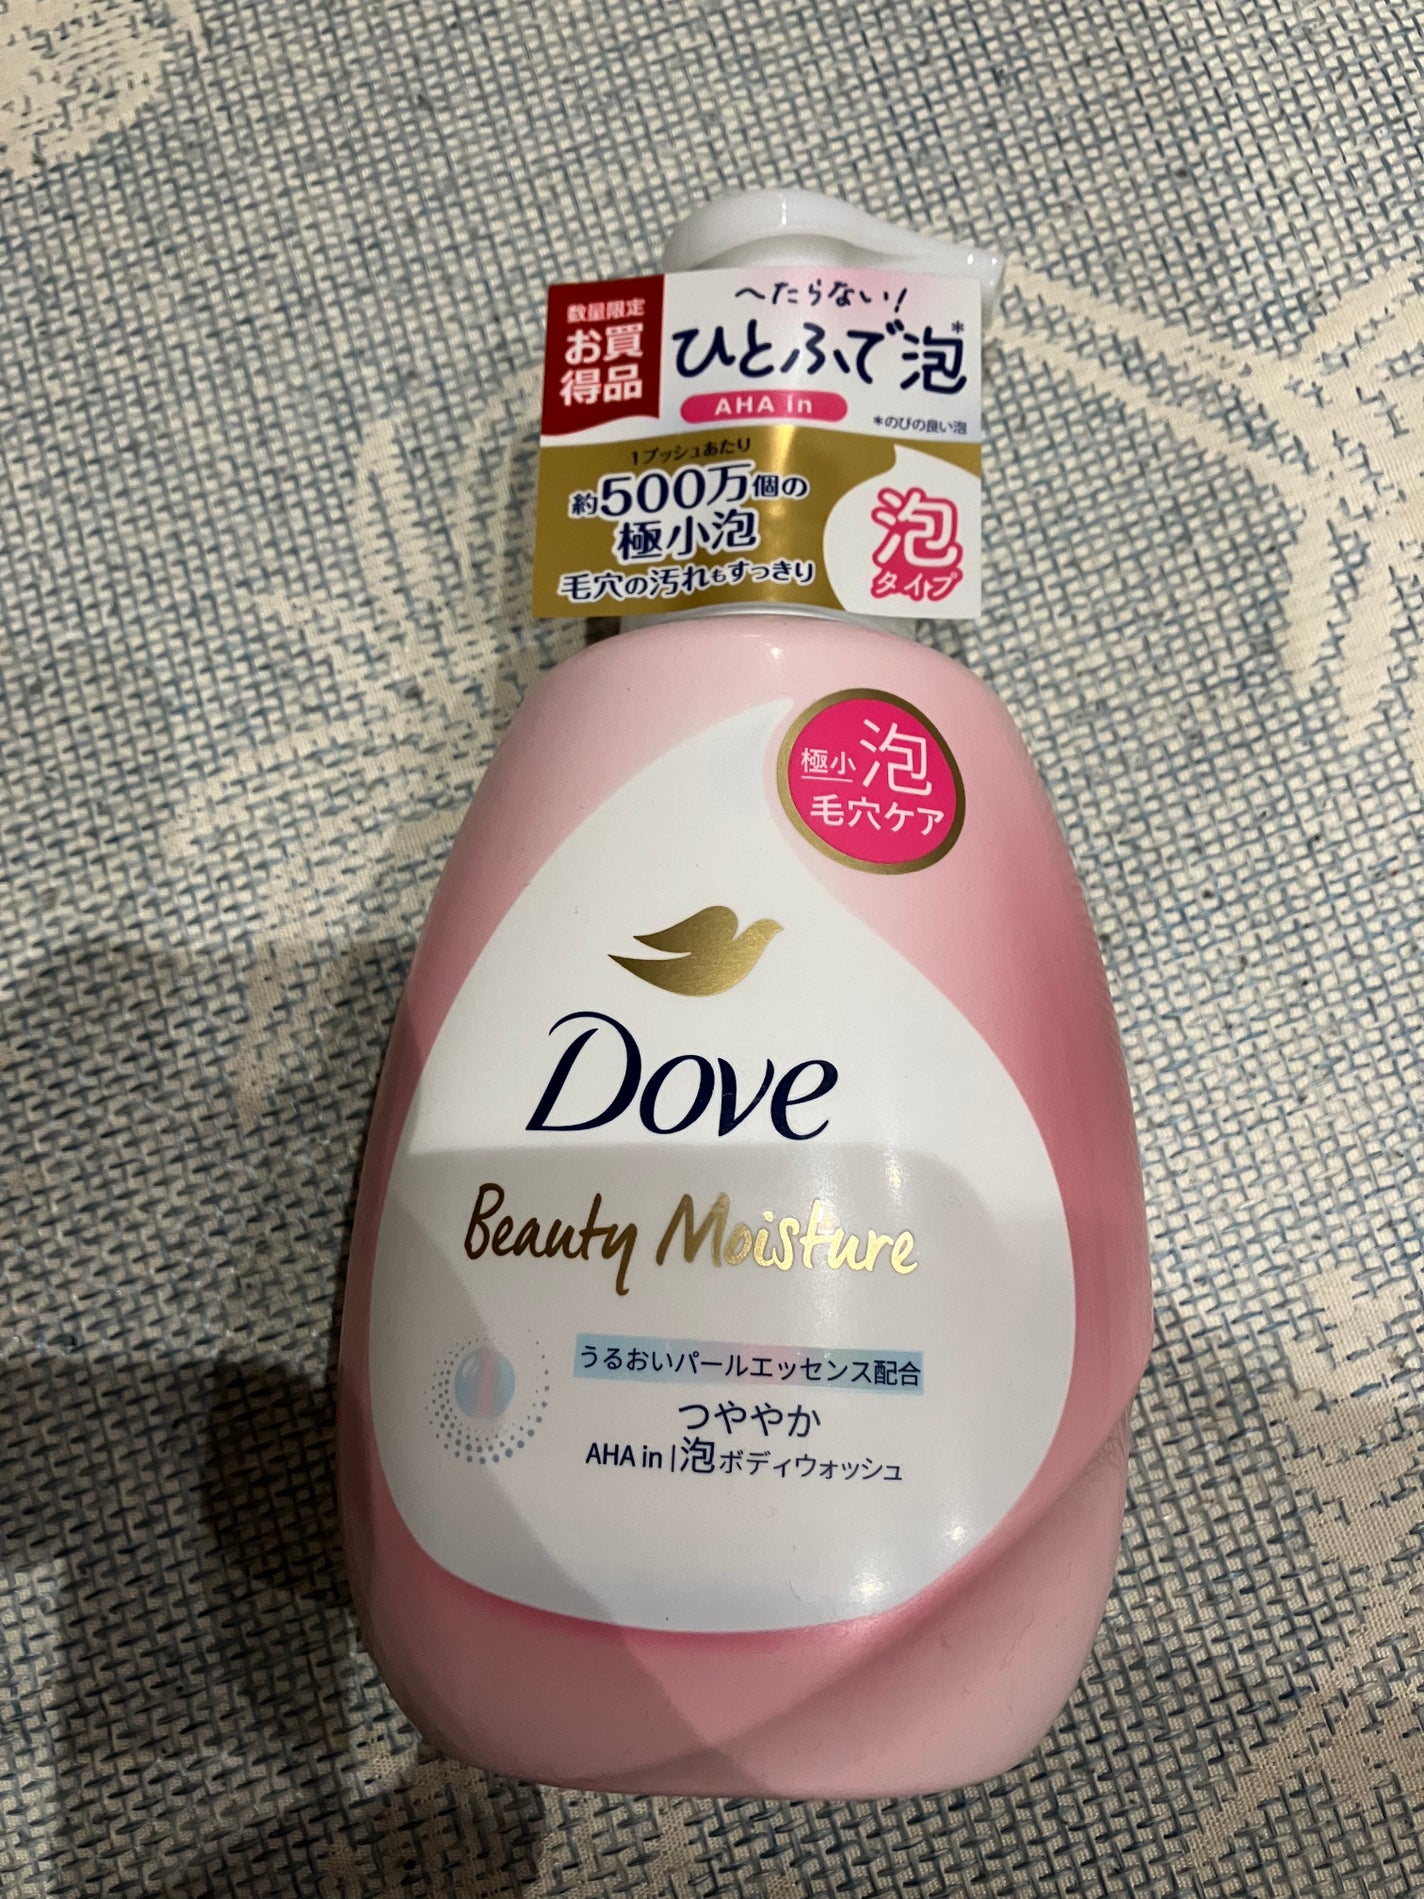 数量限定
お買
得品
へたらない！
ひとふで泡*
AHA in
*のびの良い泡
1プッシュあたり
約500万個の
極小泡
毛穴の汚れもすっきり
泡
タイプ
極小泡
毛穴ケア
Dove
Beauty Moisture
うるおいパールエッセンス配合
つややか
AHA in | 泡ボディウォッシュ